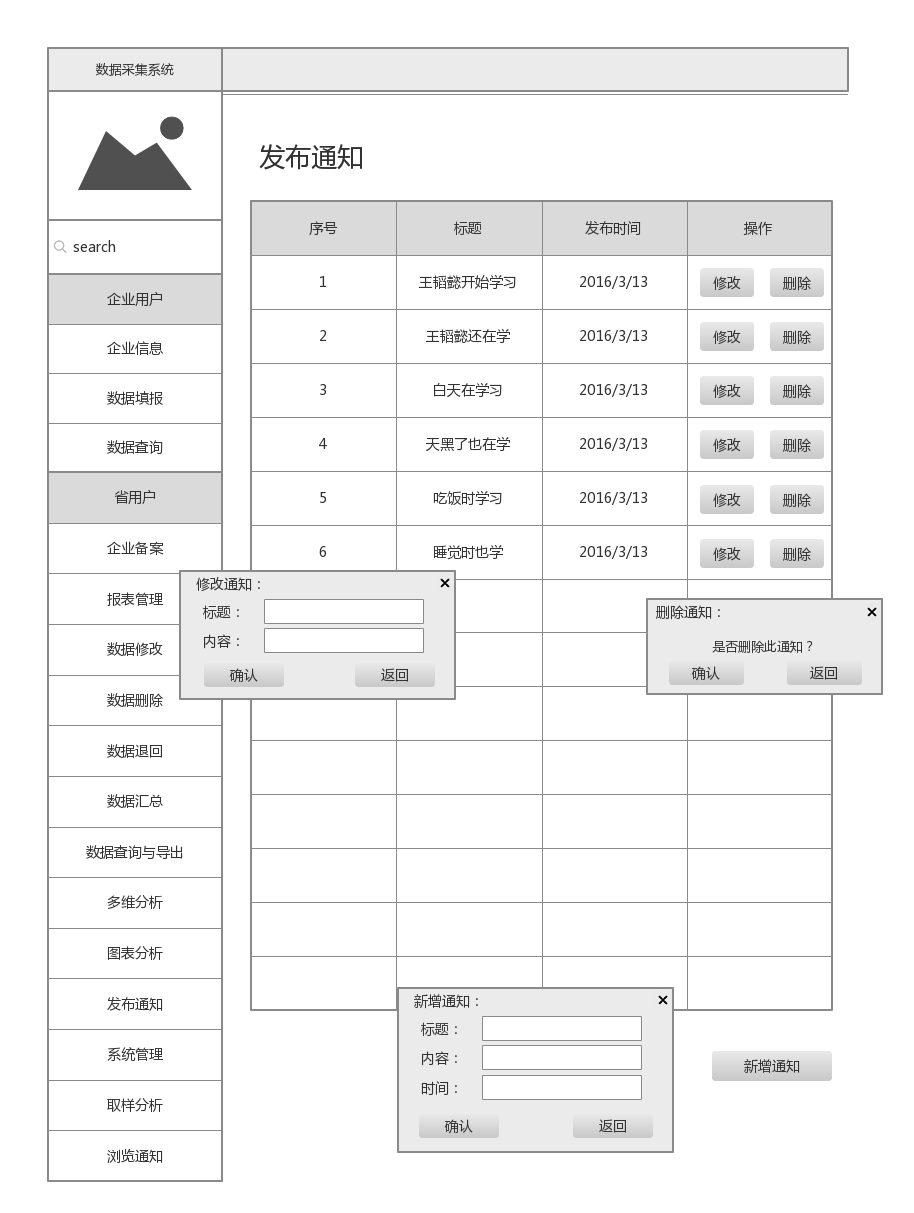 数据采集系统
search
企业用户
企业信息
数据填报
数据查询
省用户
企业备案
报表管理
数据修改
数据删除
数据退回
数据汇总
数据查询与导出
多维分析
图表分析
发布通知
系统管理
取样分析
浏览通知
发布通知
序号 标题 发布时间 操作
1 王韬懿开始学习 2016/3/13 修改 删除
2 王韬懿还在学 2016/3/13 修改 删除
3 白天在学习 2016/3/13 修改 删除
4 天黑了也在学 2016/3/13 修改 删除
5 吃饭时学习 2016/3/13 修改 删除
6 睡觉时也学 2016/3/13 修改 删除
修改通知：
标题：
内容：
确认 返回
删除通知：
是否删除此通知？
确认 返回
新增通知：
标题：
内容：
时间：
确认 返回
新增通知